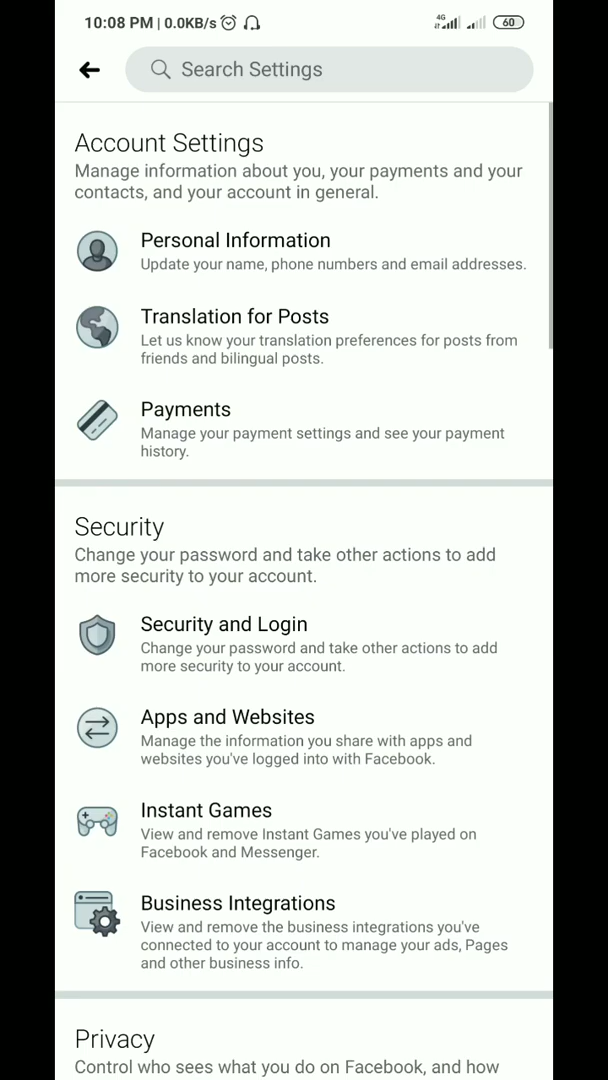 10:08 PM | 0.0KB/s 4G 60
Search Settings
Account Settings
Manage information about you, your payments and your
contacts, and your account in general.
Personal Information
Update your name, phone numbers and email addresses.
Translation for Posts
Let us know your translation preferences for posts from
friends and bilingual posts.
Payments
Manage your payment settings and see your payment
history.
Security
Change your password and take other actions to add
more security to your account.
Security and Login
Change your password and take other actions to add
more security to your account.
Apps and Websites
Manage the information you share with apps and
websites you've logged into with Facebook.
Instant Games
View and remove Instant Games you've played on
Facebook and Messenger.
Business Integrations
View and remove the business integrations you've
connected to your account to manage your ads, Pages
and other business info.
Privacy
Control who sees what you do on Facebook, and how